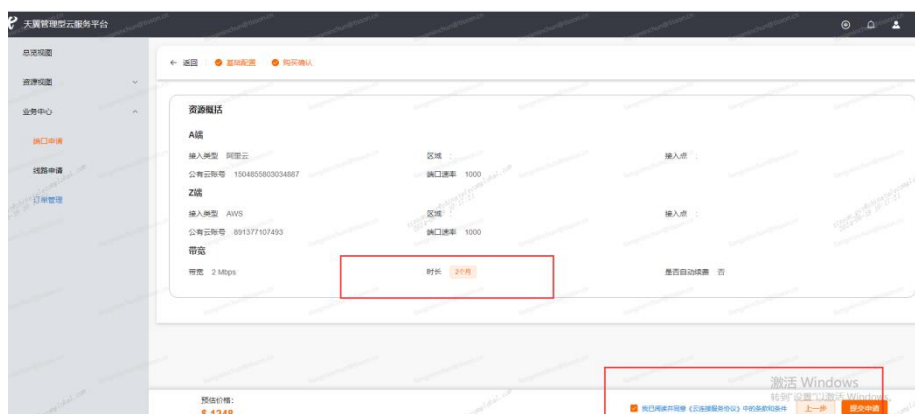 天翼管理型云服务平台
总览视图
← 返回 基础配置 购买确认
资源视图
业务中心
资源概括
A端
端口申请
接入类型 阿里云 区域 : 接入点 :
线路申请
公有云账号 1504855803034887 端口速率 1000
Z端
订单管理
接入类型 AWS 区域 : 接入点 :
公有云账号 891377107493 端口速率 1000
带宽
带宽 2 Mbps 时长 2个月 是否自动续费 否
激活 Windows
转到"设置"以激活 Windows。
预估价格:
$ 1248
我已阅读并同意《云连接服务协议》中的条款和条件 上一步 提交申请